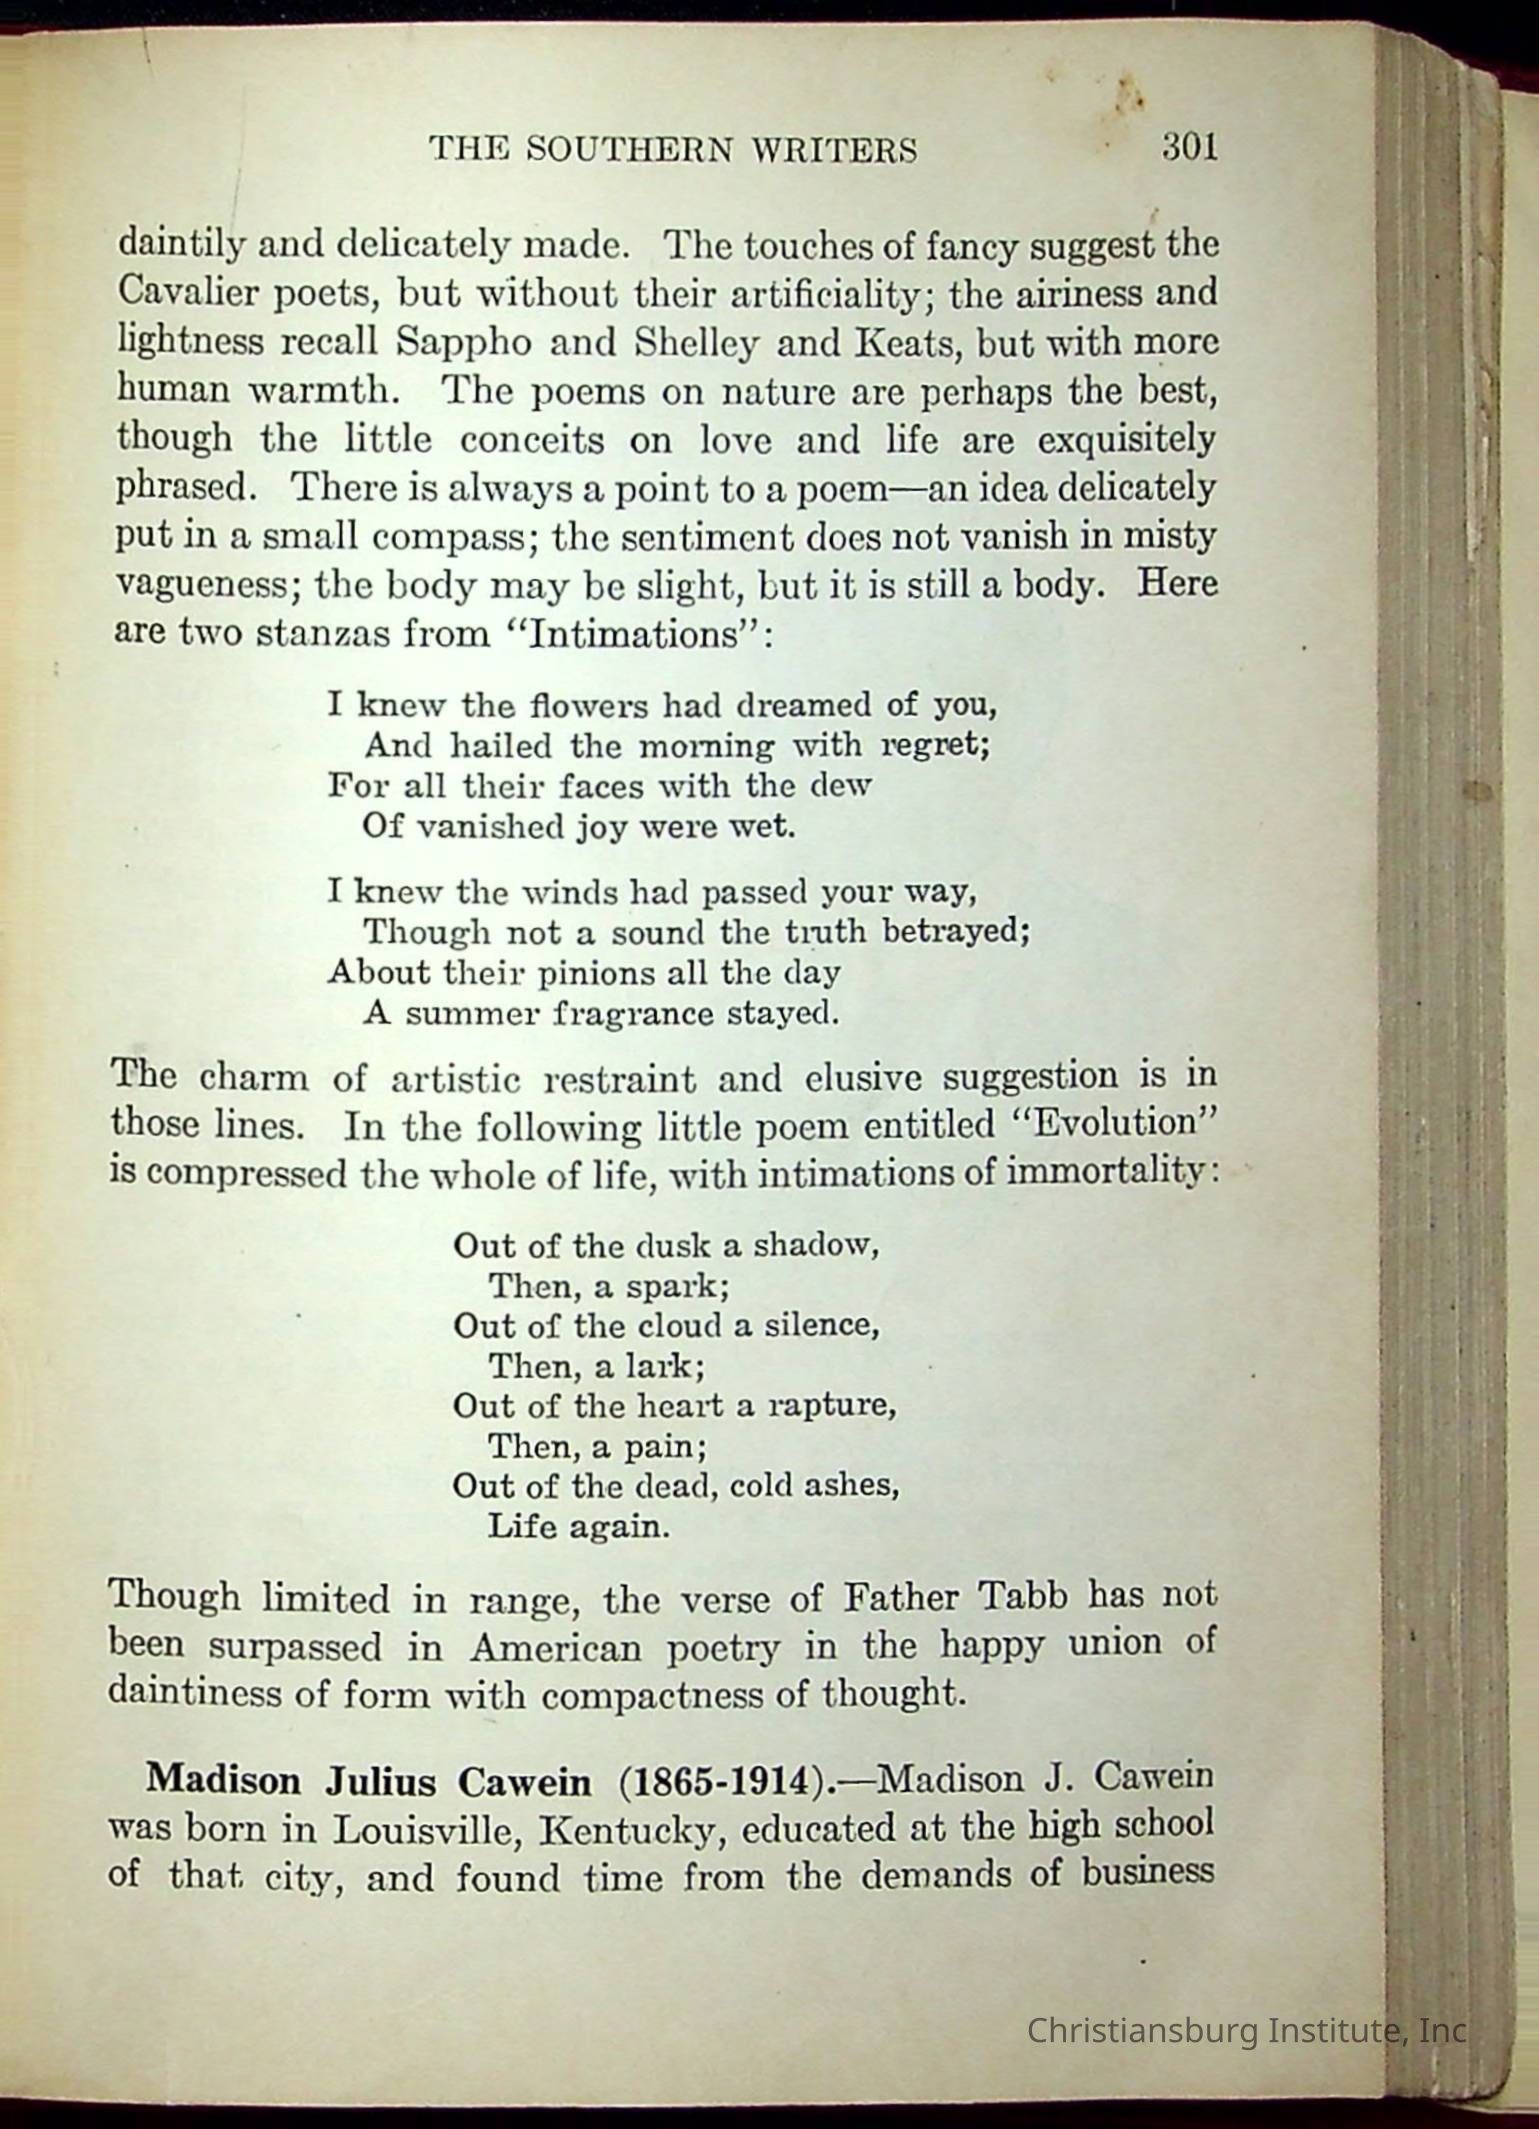 THE SOUTHERN WRITERS 301
daintily and delicately made. The touches of fancy suggest the
Cavalier poets, but without their artificiality; the airiness and
lightness recall Sappho and Shelley and Keats, but with more
human warmth. The poems on nature are perhaps the best,
though the little conceits on love and life are exquisitely
phrased. There is always a point to a poem—an idea delicately
put in a small compass; the sentiment does not vanish in misty
vagueness; the body may be slight, but it is still a body. Here
are two stanzas from “Intimations”:
I knew the flowers had dreamed of you,
And hailed the morning with regret;
For all their faces with the dew
Of vanished joy were wet.
I knew the winds had passed your way,
Though not a sound the truth betrayed;
About their pinions all the day
A summer fragrance stayed.
The charm of artistic restraint and elusive suggestion is in
those lines. In the following little poem entitled “Evolution”
is compressed the whole of life, with intimations of immortality:
Out of the dusk a shadow,
Then, a spark;
Out of the cloud a silence,
Then, a lark;
Out of the heart a rapture,
Then, a pain;
Out of the dead, cold ashes,
Life again.
Though limited in range, the verse of Father Tabb has not
been surpassed in American poetry in the happy union of
daintiness of form with compactness of thought.
Madison Julius Cawein (1865-1914).—Madison J. Cawein
was born in Louisville, Kentucky, educated at the high school
of that city, and found time from the demands of business
Christiansburg Institute, Inc